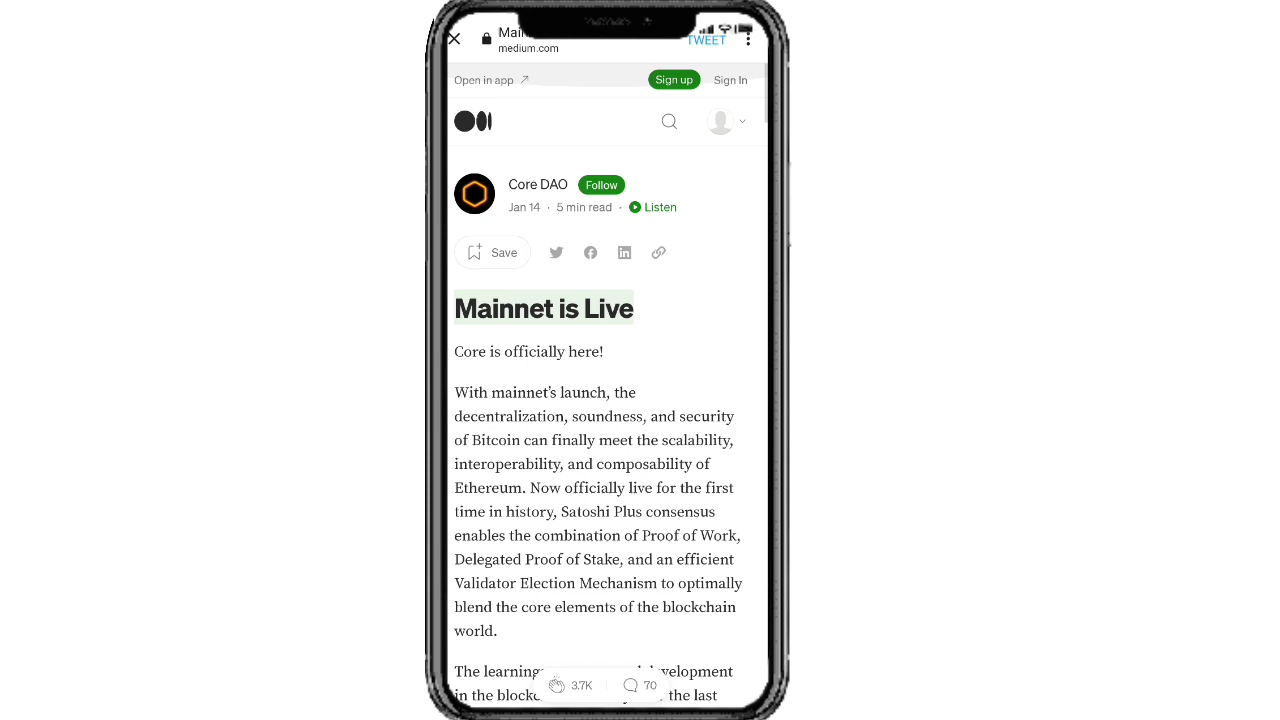 Main
medium.com
TWEET
Open in app
Sign up
Sign In
Core DAO
Follow
Jan 14 · 5 min read · Listen
Save
Mainnet is Live
Core is officially here!
With mainnet’s launch, the
decentralization, soundness, and security
of Bitcoin can finally meet the scalability,
interoperability, and composability of
Ethereum. Now officially live for the first
time in history, Satoshi Plus consensus
enables the combination of Proof of Work,
Delegated Proof of Stake, and an efficient
Validator Election Mechanism to optimally
blend the core elements of the blockchain
world.
The learning
in the the last
3.7K
70